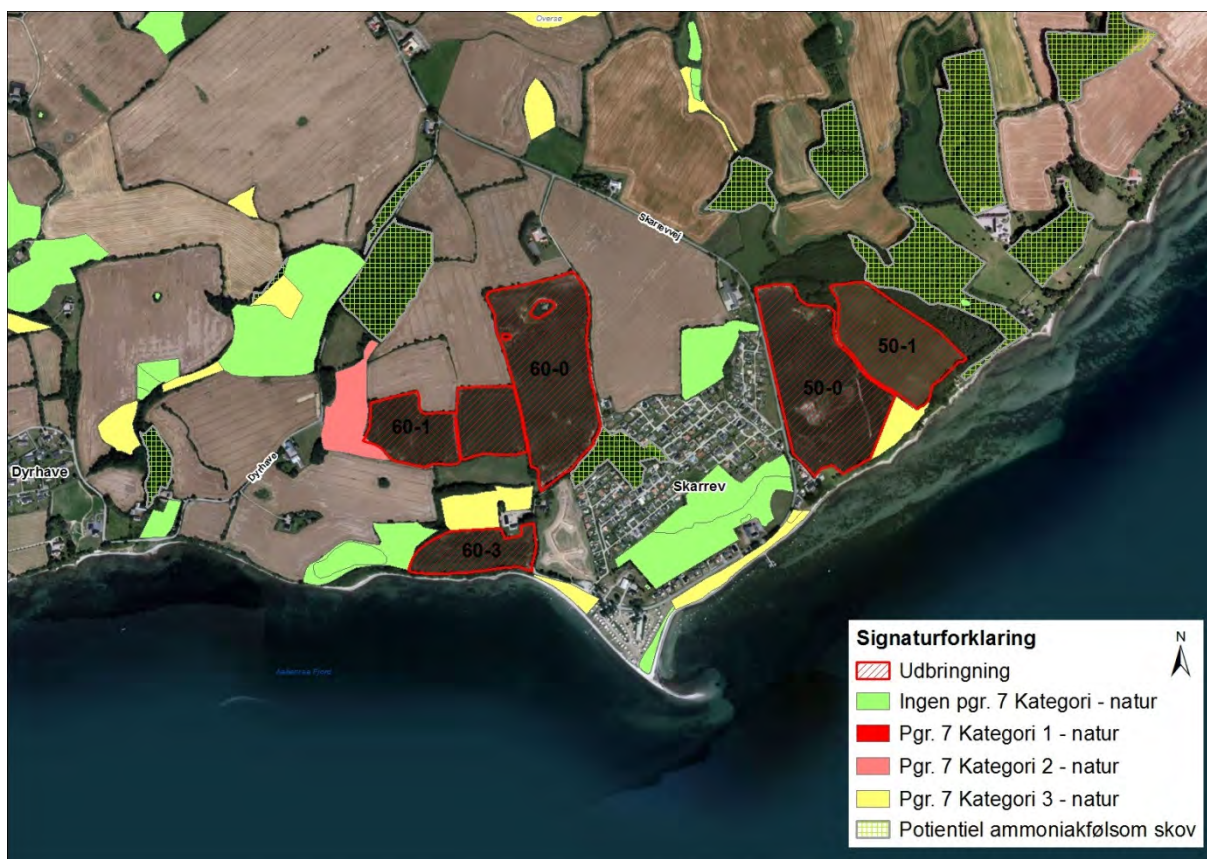 Oversø
Skarrevvej
50-1
60-0
50-0
60-1
Dyrhave
Dyrhave
Skarrev
60-3
Aabenraa Fjord
Signaturforklaring
N
Udbringning
Ingen pgr. 7 Kategori - natur
Pgr. 7 Kategori 1 - natur
Pgr. 7 Kategori 2 - natur
Pgr. 7 Kategori 3 - natur
Potientiel ammoniakfølsom skov